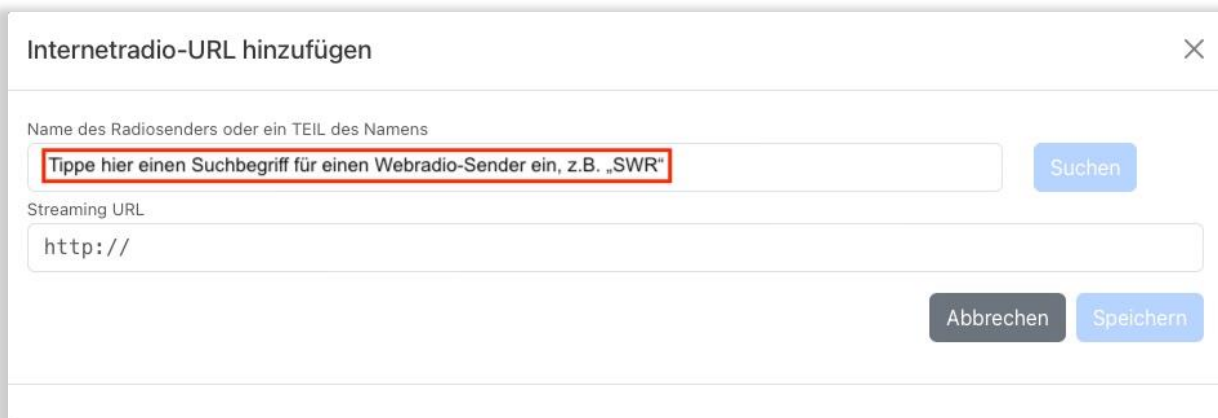 Internetradio-URL hinzufügen
Name des Radiosenders oder ein TEIL des Namens
Tippe hier einen Suchbegriff für einen Webradio-Sender ein, z.B. „SWR“
Suchen
Streaming URL
http://
Abbrechen
Speichern